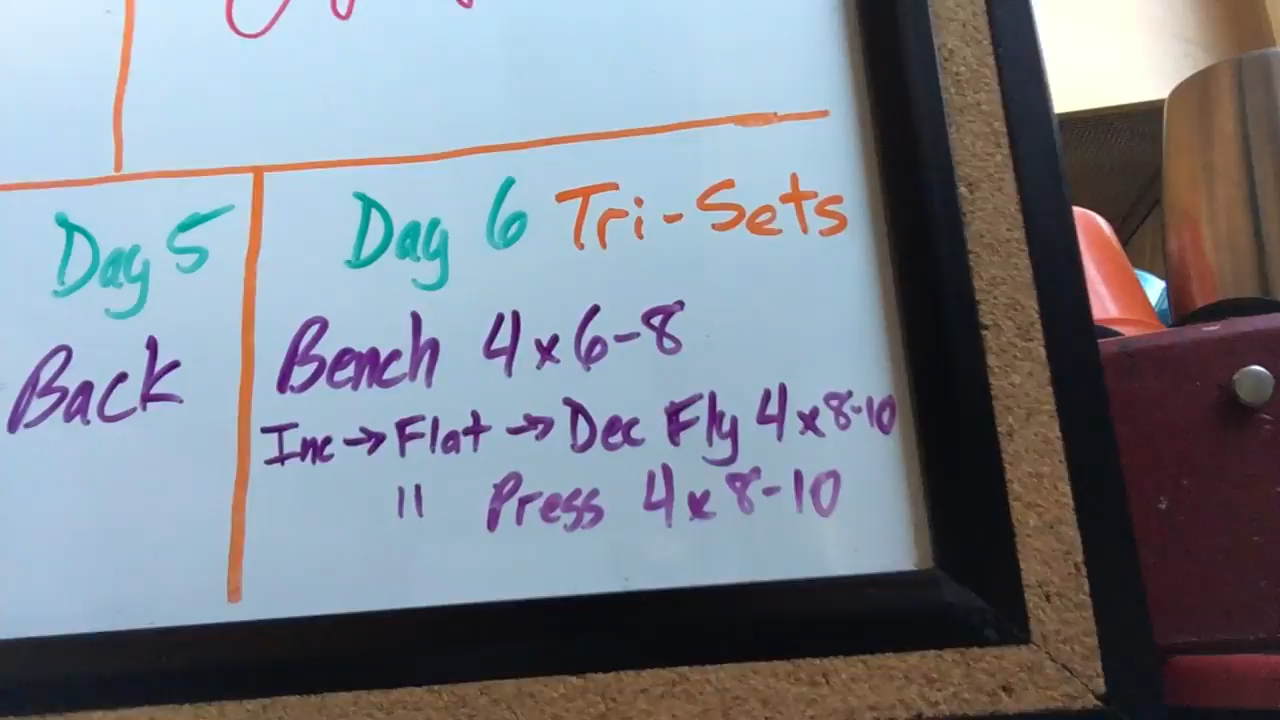 Day 5
Back
Day 6 Tri-Sets
Bench 4x6-8
Inc→Flat→Dec Fly 4x8-10
" Press 4x8-10